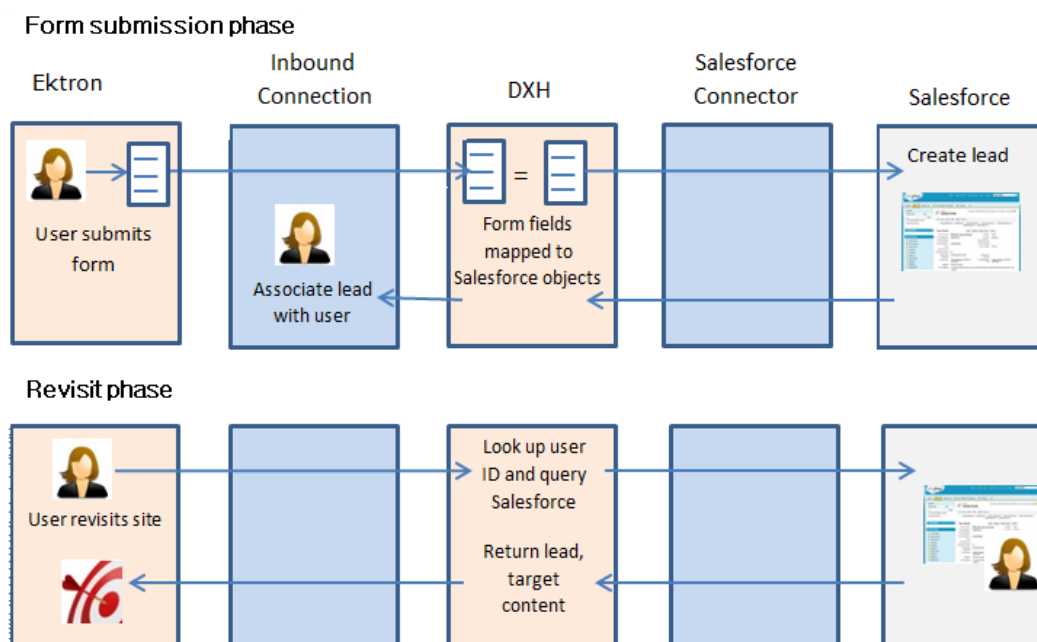 Form submission phase
Ektron
Inbound
Connection
DXH
Salesforce
Connector
Salesforce
User submits
form
Associate lead
with user
=
Form fields
mapped to
Salesforce objects
Create lead
Revisit phase
User revisits site
Look up user
ID and query
Salesforce
Return lead,
target
content